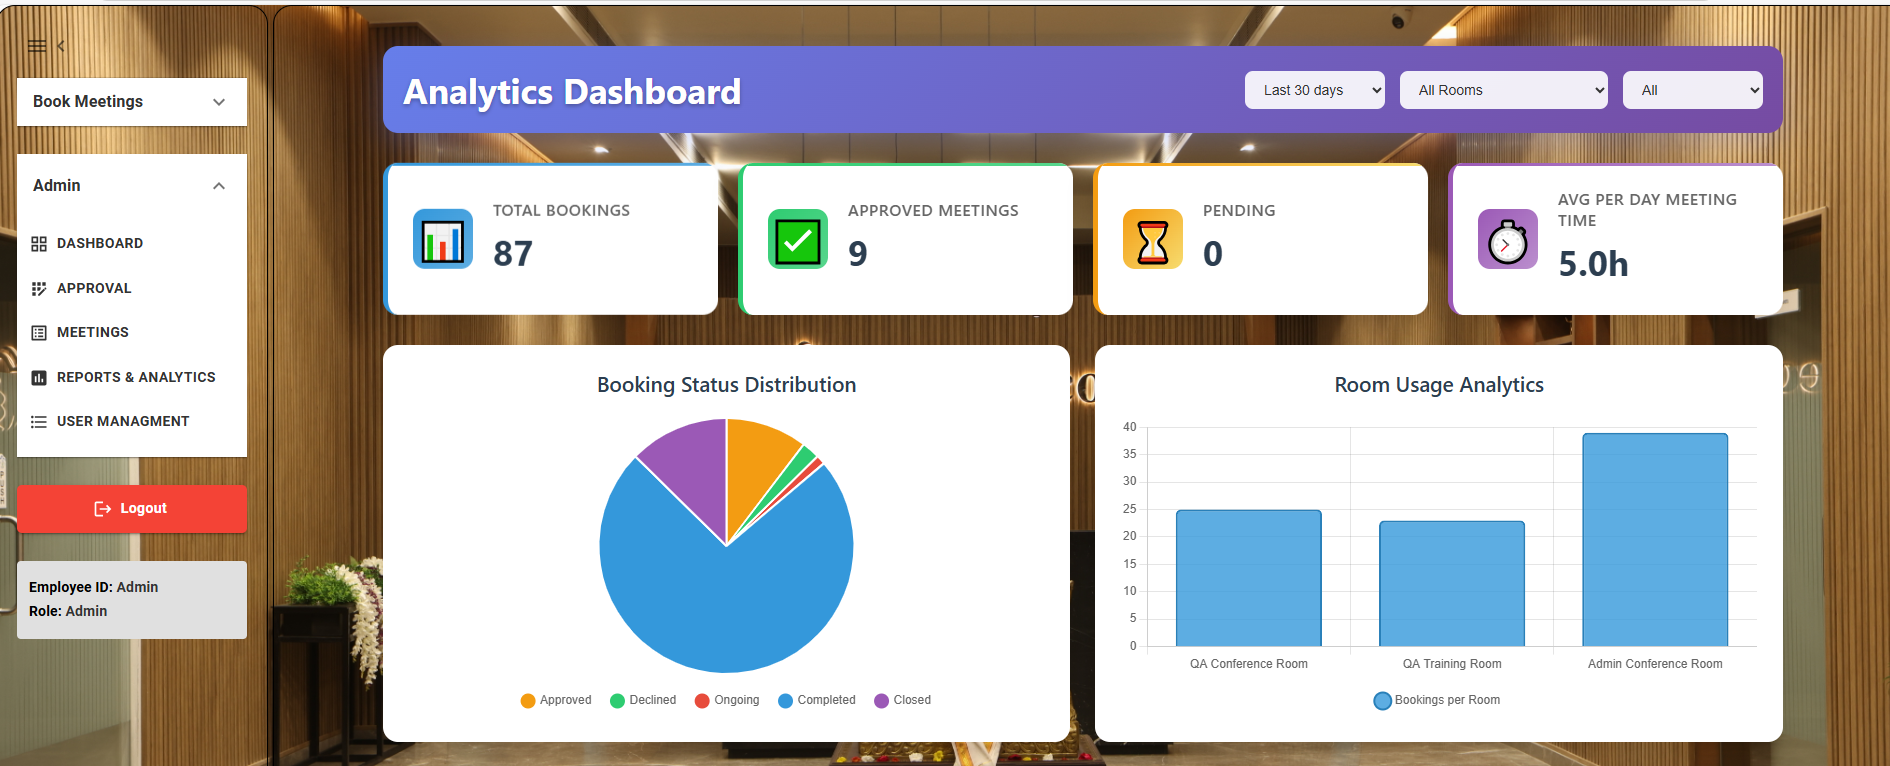 Book Meetings
Admin
DASHBOARD
APPROVAL
MEETINGS
REPORTS & ANALYTICS
USER MANAGMENT
Logout
Employee ID: Admin
Role: Admin
Analytics Dashboard
Last 30 days
All Rooms
All
TOTAL BOOKINGS
87
APPROVED MEETINGS
9
PENDING
0
AVG PER DAY MEETING
TIME
5.0h
Booking Status Distribution
Approved
Declined
Ongoing
Completed
Closed
Room Usage Analytics
40
35
30
25
20
15
10
5
0
QA Conference Room
QA Training Room
Admin Conference Room
Bookings per Room